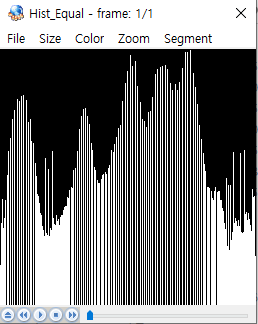 Hist_Equal - frame: 1/1
File Size Color Zoom Segment